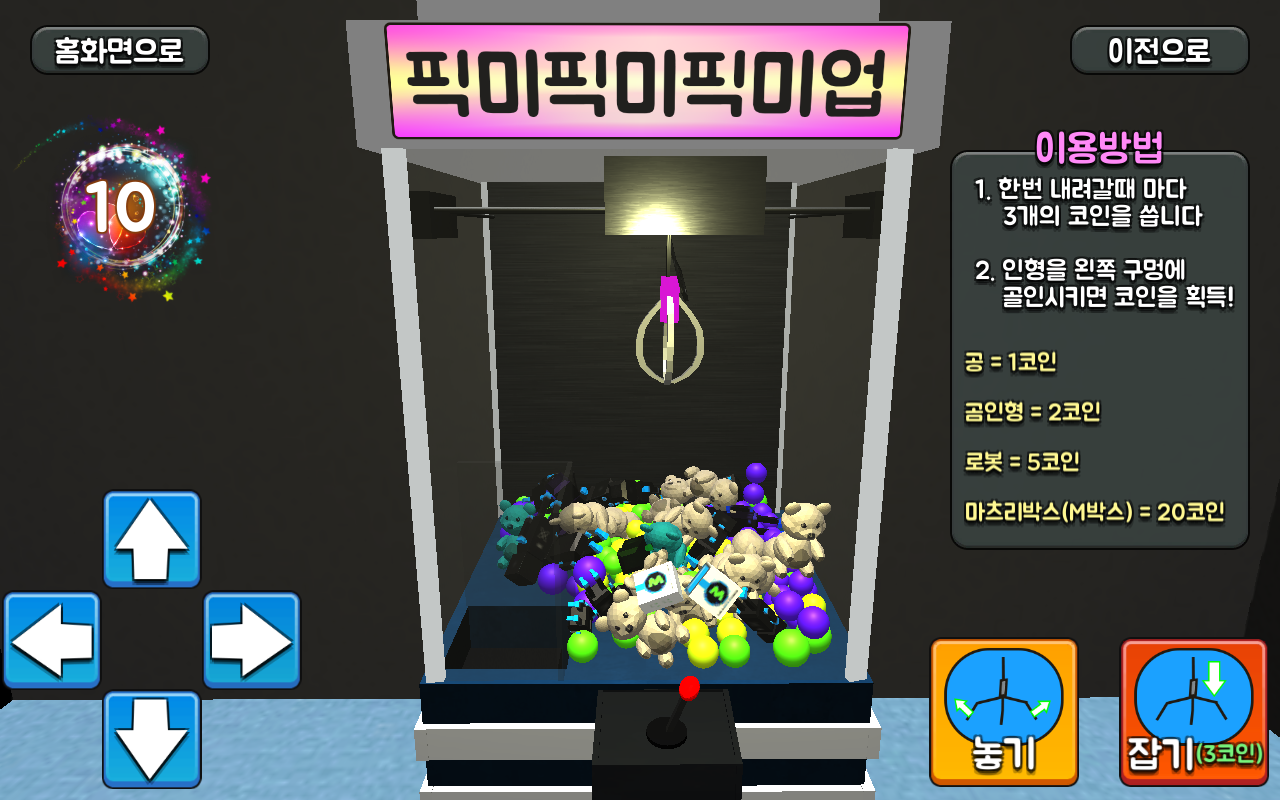 홈화면으로
픽미픽미픽미업
이전으로
10
이용방법
1. 한번 내려갈때 마다
3개의 코인을 씁니다
2. 인형을 왼쪽 구멍에
골인시키면 코인을 획득!
공 = 1코인
곰인형 = 2코인
로봇 = 5코인
마츠리박스(M박스) = 20코인
M
M
놓기
잡기(3코인)